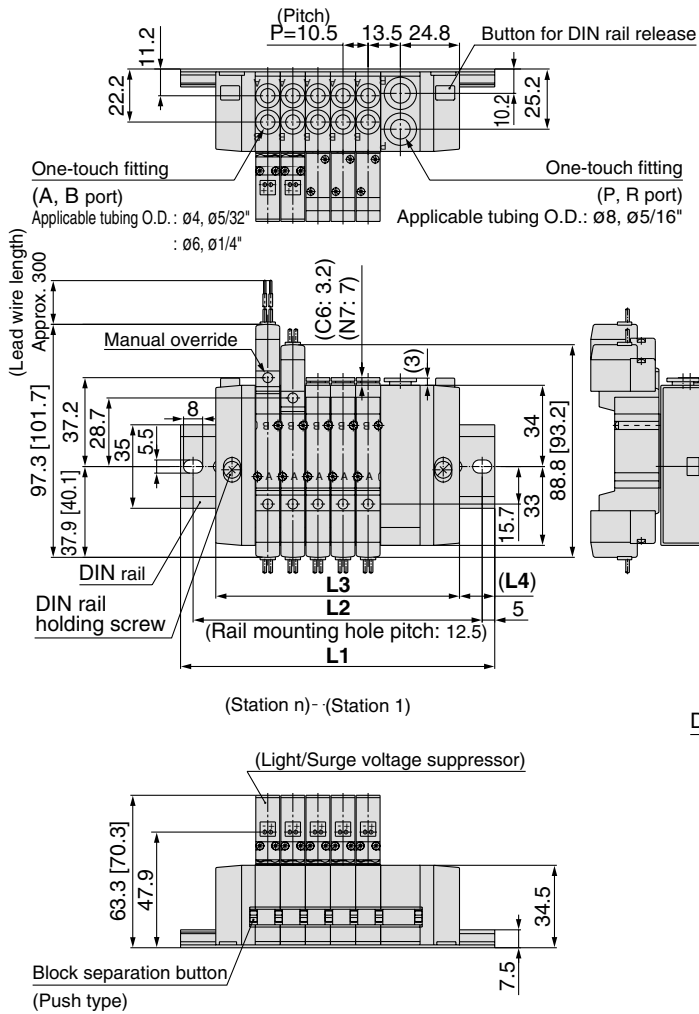 (Pitch)
P=10.5
13.5
24.8
Button for DIN rail release
11.2
22.2
10.2
25.2
One-touch fitting
(A, B port)
Applicable tubing O.D.: ø4, ø5/32"
: ø6, ø1/4"
One-touch fitting
(P, R port)
Applicable tubing O.D.: ø8, ø5/16"
(Lead wire length)
Approx. 300
(C6: 3.2)
(N7: 7)
(3)
Manual override
97.3 [101.7]
37.2
28.7
8
35
5.5
37.9 [40.1]
B B B B B
A A A A A
34
33
88.8 [93.2]
15.7
DIN rail
DIN rail
holding screw
L3
(L4)
L2
5
(Rail mounting hole pitch: 12.5)
L1
(Station n)- -(Station 1)
D
(Light/Surge voltage suppressor)
63.3 [70.3]
47.9
34.5
7.5
Block separation button
(Push type)